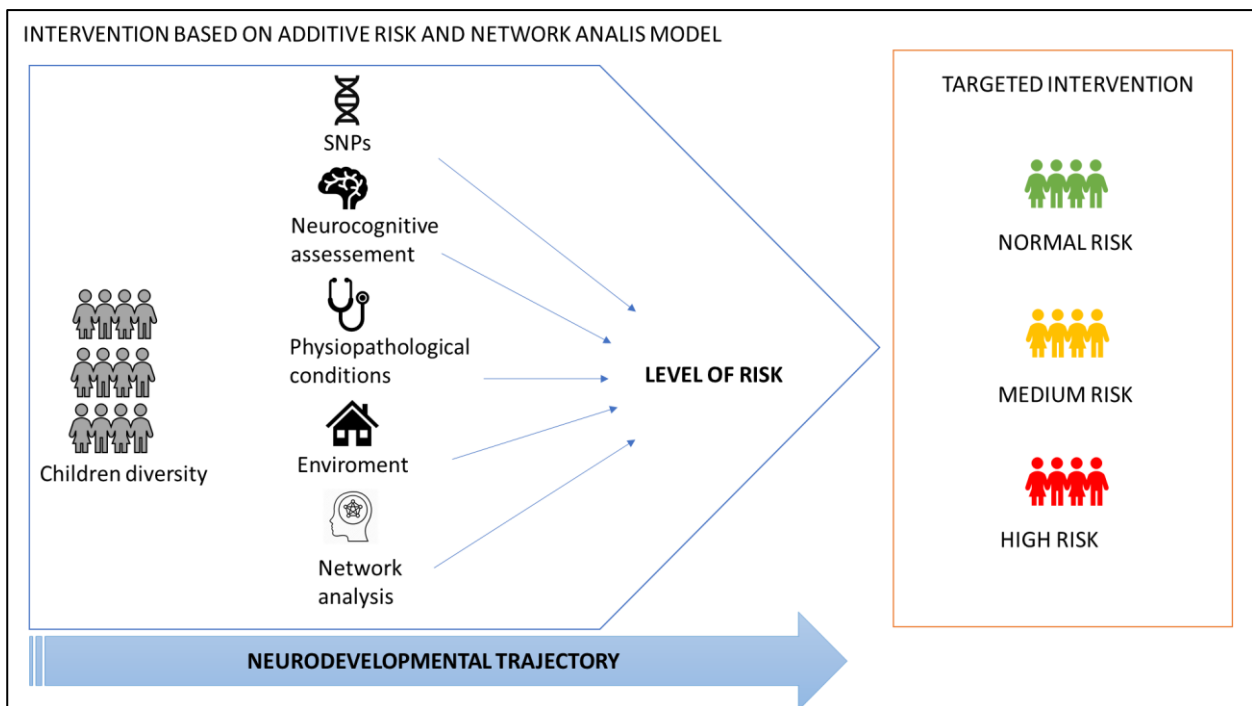 INTERVENTION BASED ON ADDITIVE RISK AND NETWORK ANALIS MODEL
SNPs
Neurocognitive
assessement
Physiopathological
conditions
Enviroment
Network
analysis
Children diversity
LEVEL OF RISK
NEURODEVELOPMENTAL TRAJECTORY
TARGETED INTERVENTION
NORMAL RISK
MEDIUM RISK
HIGH RISK